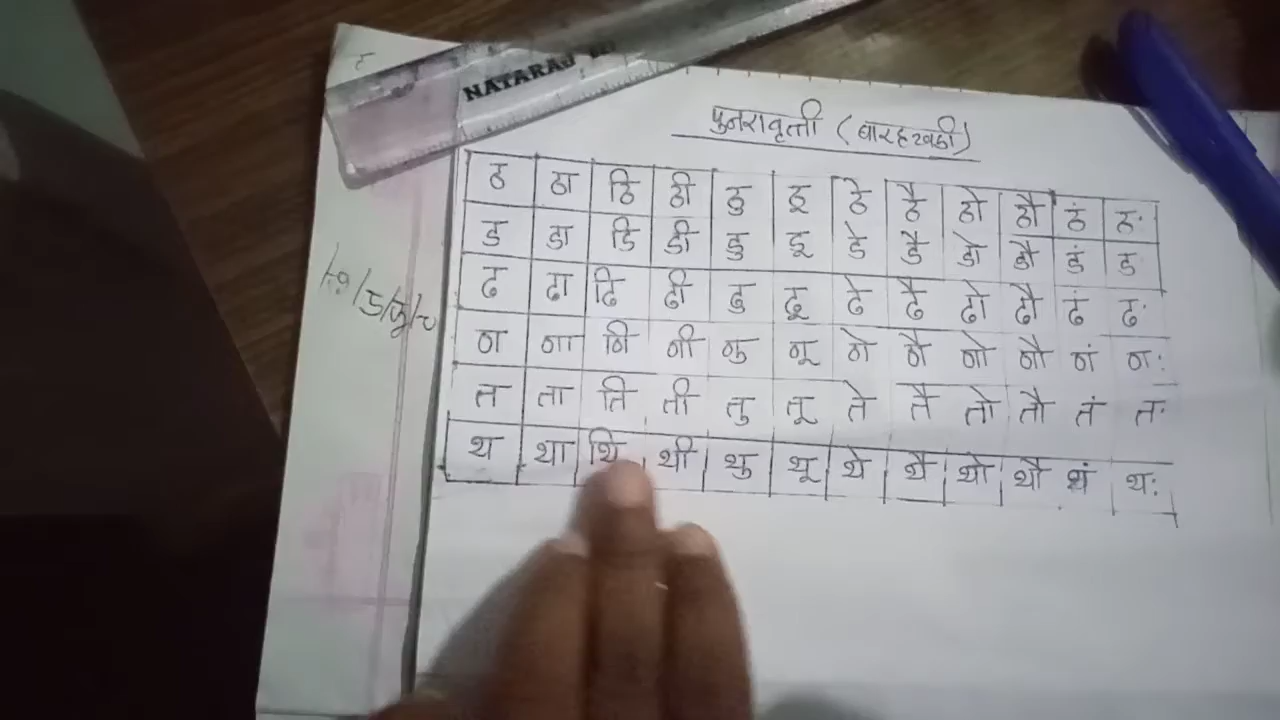 NATARAJ
पुनरावृत्ती (बारहखडी)
ठ ठा ठि ठी ठु ठू ठे ठै ठो ठौ ठं ठः
ड डा डि डी डु डू डे डै डो डौ डं ड
ढ ढा ढि ढी ढु ढू ढे ढै ढो ढौ ढं ढः
ण णा णि णी णु णू णे णै णो णौ णं णः
त ता ति ती तु तू ते तै तो तौ तं तः
थ था थि थी थु थू थे थै थो थौ थं थः